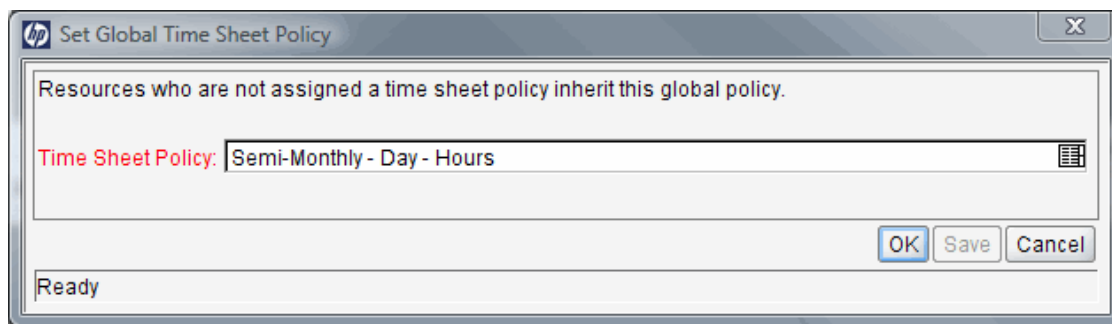 hp Set Global Time Sheet Policy
Resources who are not assigned a time sheet policy inherit this global policy.
Time Sheet Policy: Semi-Monthly - Day - Hours
OK Save Cancel
Ready